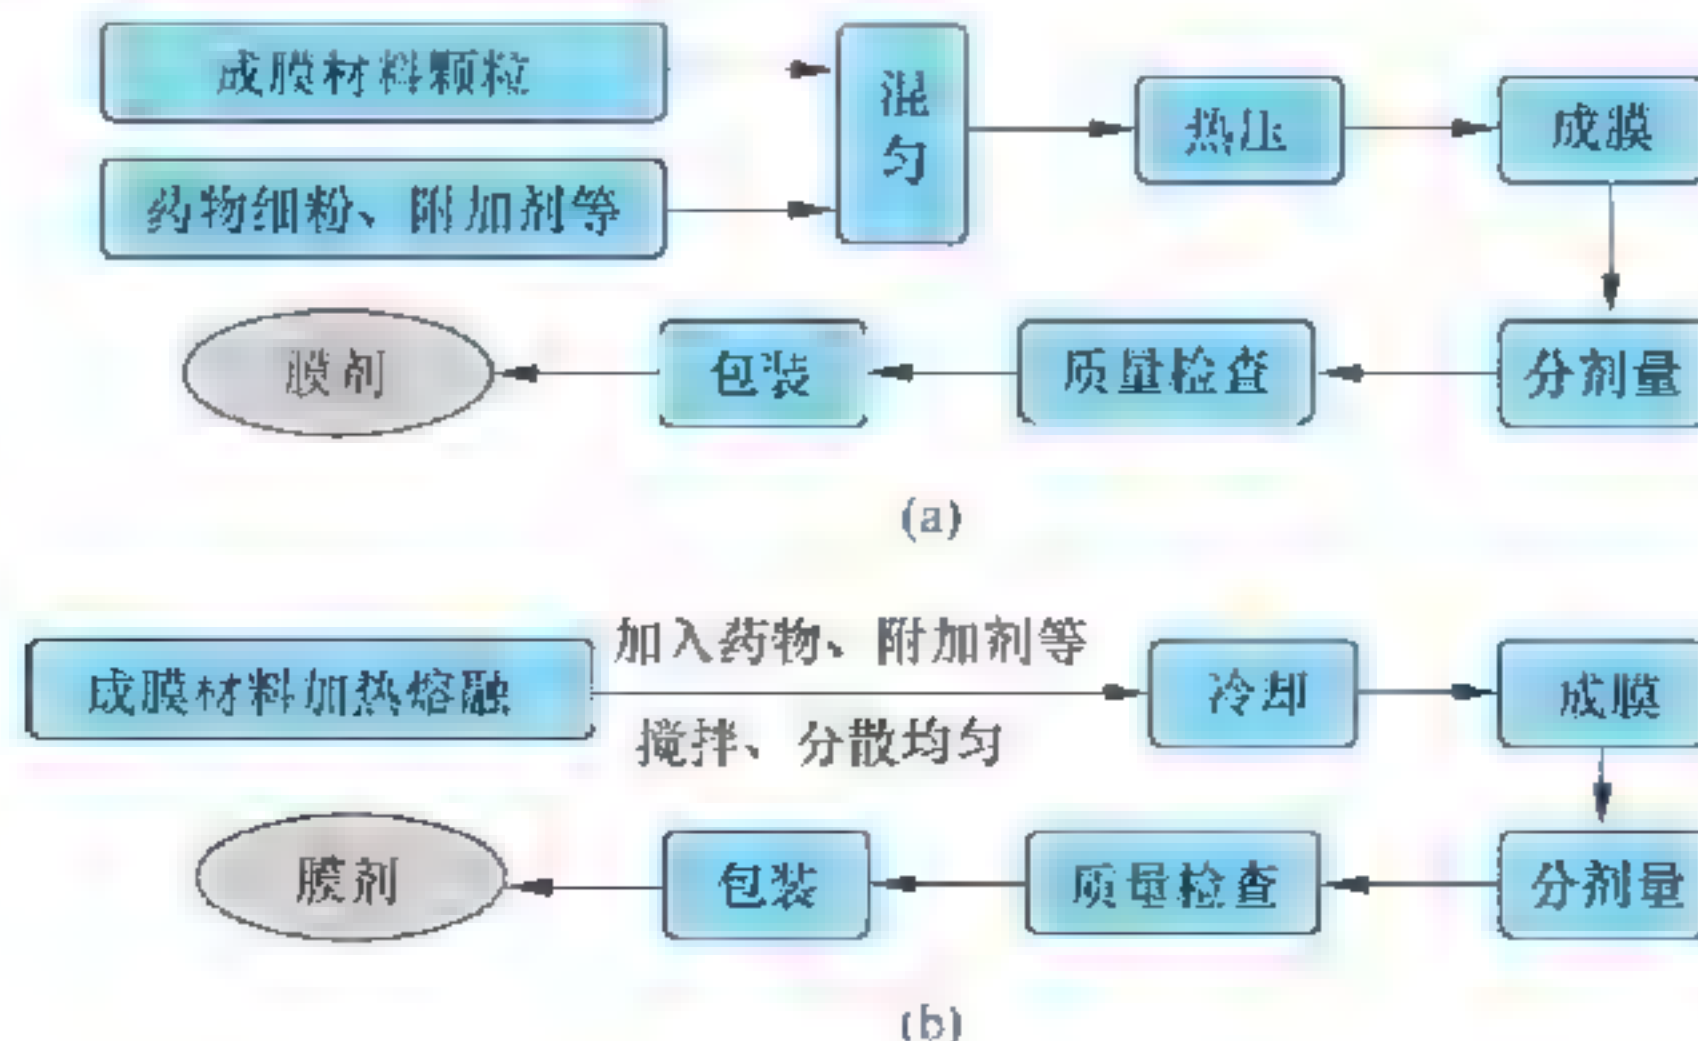 成膜材料颗粒
药物细粉、附加剂等
混匀
热压
成膜
膜剂
包装
质量检查
分剂量
(a)
成膜材料加热熔融
加入药物、附加剂等
搅拌、分散均匀
冷却
成膜
膜剂
包装
质量检查
分剂量
(b)